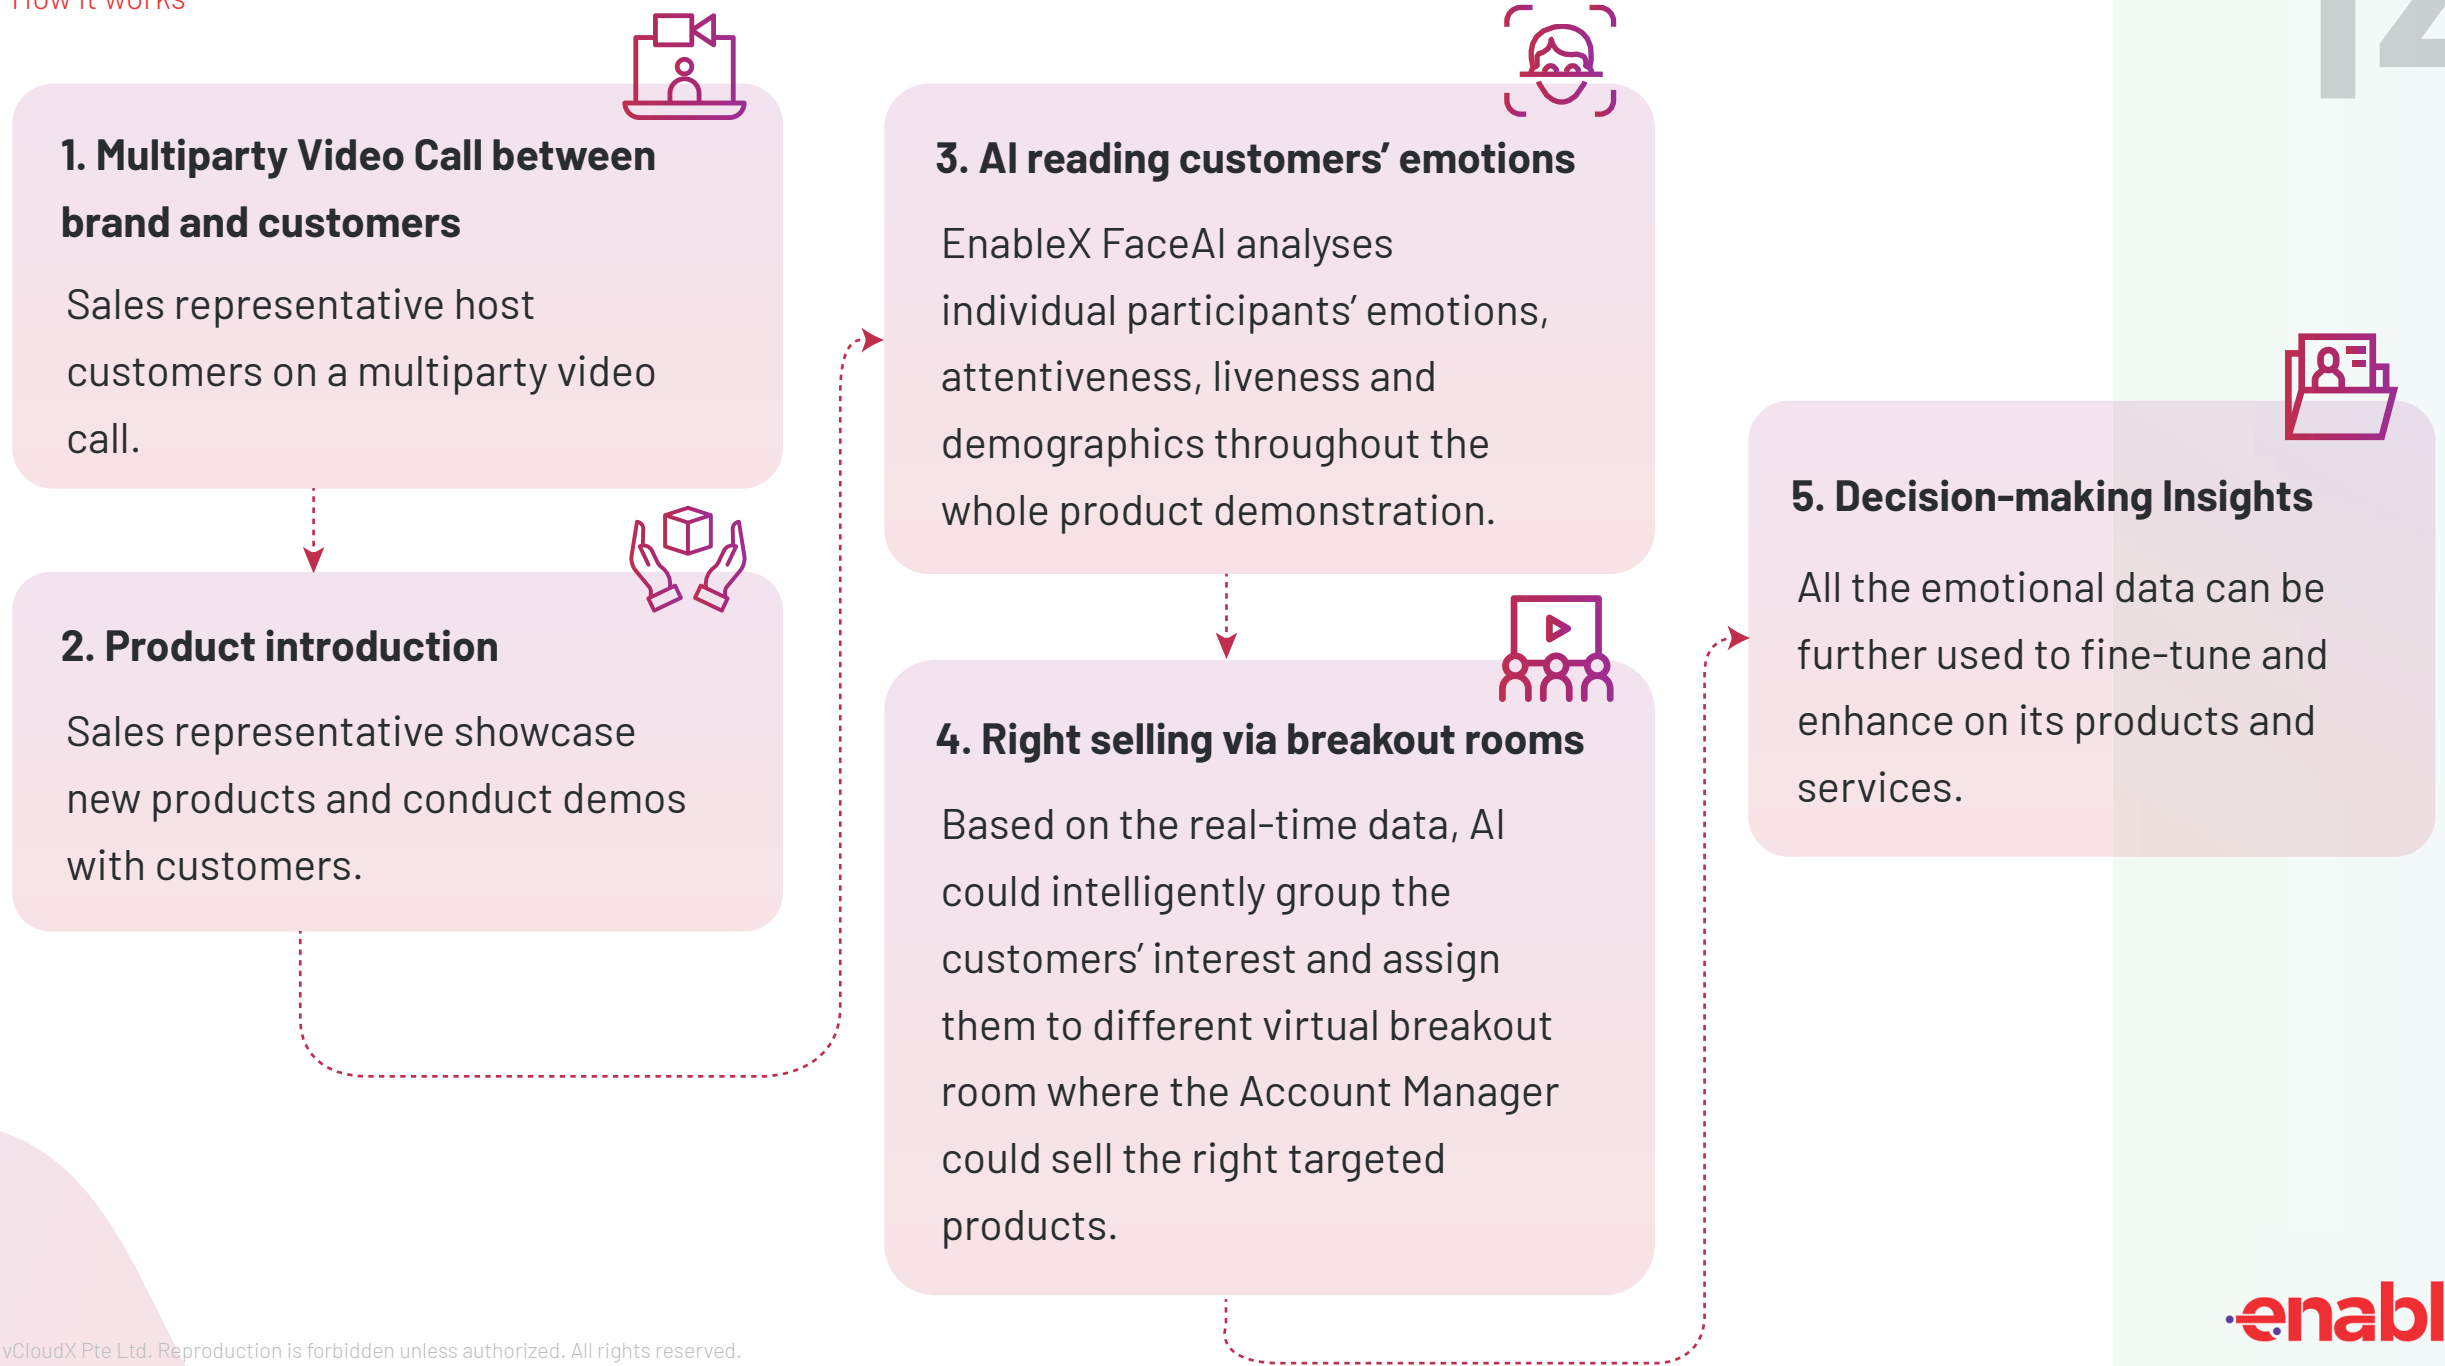 How it works
1. Multiparty Video Call between
brand and customers
Sales representative host
customers on a multiparty video
call.
2. Product introduction
Sales representative showcase
new products and conduct demos
with customers.
3. AI reading customers’ emotions
EnableX FaceAI analyses
individual participants’ emotions,
attentiveness, liveness and
demographics throughout the
whole product demonstration.
4. Right selling via breakout rooms
Based on the real-time data, AI
could intelligently group the
customers’ interest and assign
them to different virtual breakout
room where the Account Manager
could sell the right targeted
products.
5. Decision-making Insights
All the emotional data can be
further used to fine-tune and
enhance on its products and
services.
vCloudX Pte Ltd. Reproduction is forbidden unless authorized. All rights reserved.
enabl